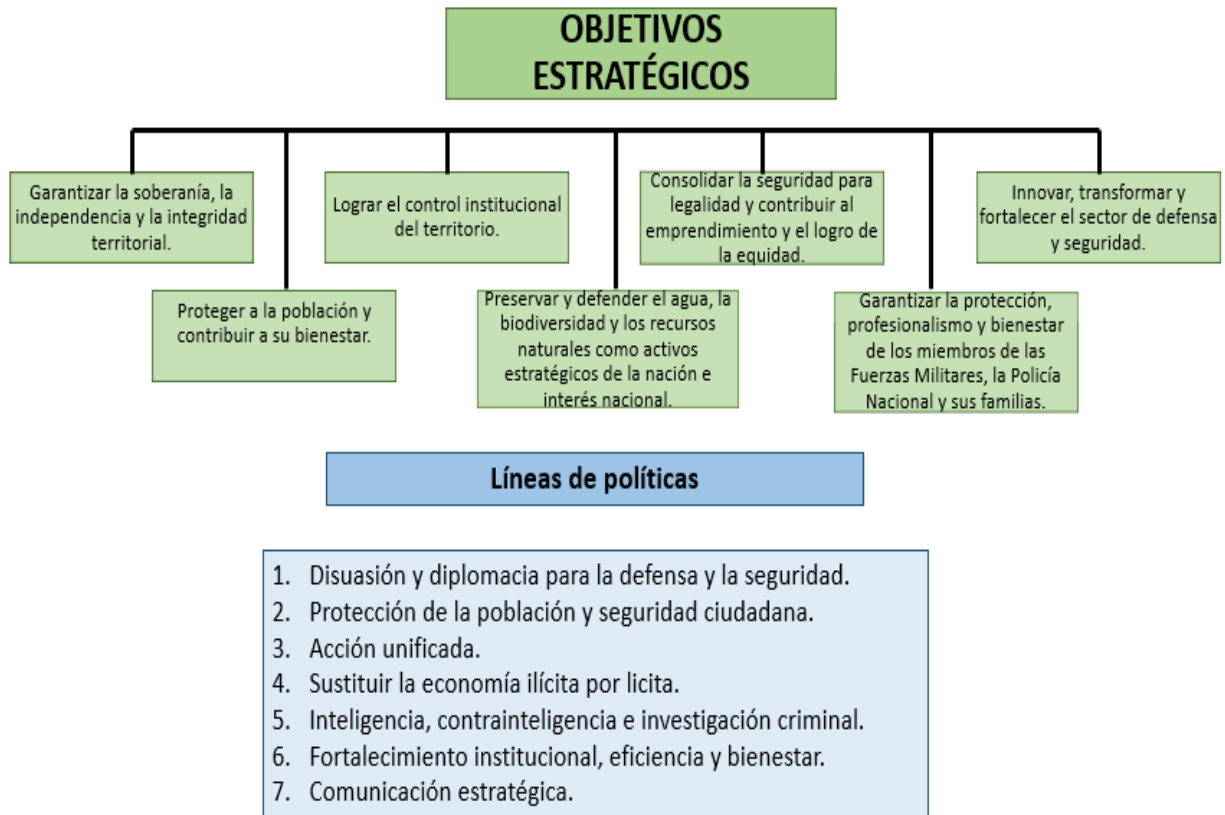 OBJETIVOS
ESTRATÉGICOS
Garantizar la soberanía, la
independencia y la integridad
territorial.
Lograr el control institucional
del territorio.
Consolidar la seguridad para
legalidad y contribuir al
emprendimiento y el logro de
la equidad.
Innovar, transformar y
fortalecer el sector de defensa
y seguridad.
Proteger a la población y
contribuir a su bienestar.
Preservar y defender el agua, la
biodiversidad y los recursos
naturales como activos
estratégicos de la nación e
interés nacional.
Garantizar la protección,
profesionalismo y bienestar
de los miembros de las
Fuerzas Militares, la Policía
Nacional y sus familias.
Líneas de políticas
1. Disuasión y diplomacia para la defensa y la seguridad.
2. Protección de la población y seguridad ciudadana.
3. Acción unificada.
4. Sustituir la economía ilícita por licita.
5. Inteligencia, contrainteligencia e investigación criminal.
6. Fortalecimiento institucional, eficiencia y bienestar.
7. Comunicación estratégica.